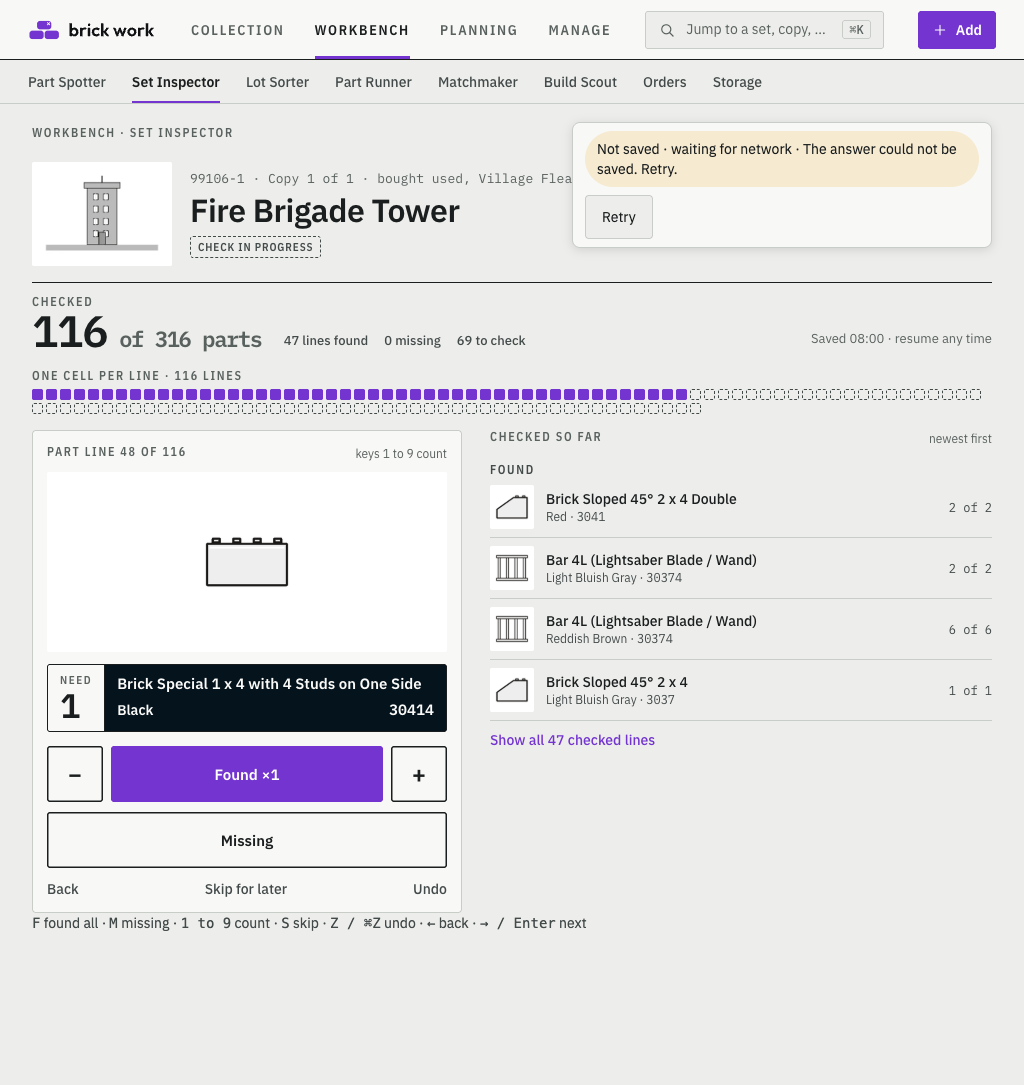 brick work
COLLECTION
WORKBENCH
PLANNING
MANAGE
Jump to a set, copy, ...
⌘K
+ Add
Part Spotter
Set Inspector
Lot Sorter
Part Runner
Matchmaker
Build Scout
Orders
Storage
WORKBENCH · SET INSPECTOR
Not saved · waiting for network · The answer could not be
saved. Retry.
Retry
99106-1 · Copy 1 of 1 · bought used, Village Flea
Fire Brigade Tower
CHECK IN PROGRESS
CHECKED
116 of 316 parts
47 lines found
0 missing
69 to check
Saved 08:00 · resume any time
ONE CELL PER LINE · 116 LINES
PART LINE 48 OF 116
keys 1 to 9 count
NEED
1
Brick Special 1 x 4 with 4 Studs on One Side
Black
30414
−
Found ×1
+
Missing
Back
Skip for later
Undo
CHECKED SO FAR
newest first
FOUND
Brick Sloped 45° 2 x 4 Double
Red · 3041
2 of 2
Bar 4L (Lightsaber Blade / Wand)
Light Bluish Gray · 30374
2 of 2
Bar 4L (Lightsaber Blade / Wand)
Reddish Brown · 30374
6 of 6
Brick Sloped 45° 2 x 4
Light Bluish Gray · 3037
1 of 1
Show all 47 checked lines
F found all · M missing · 1 to 9 count · S skip · Z / ⌘Z undo · ← back · → / Enter next